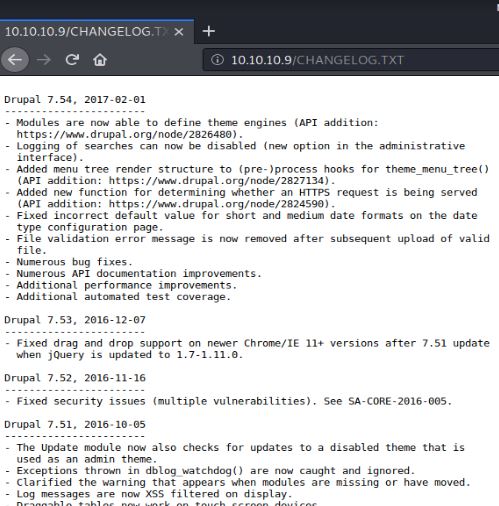 10.10.10.9/CHANGELOG.TX
10.10.10.9/CHANGELOG.TXT
Drupal 7.54, 2017-02-01
-----------------------
- Modules are now able to define theme engines (API addition:
https://www.drupal.org/node/2826480).
- Logging of searches can now be disabled (new option in the administrative
interface).
- Added menu tree render structure to (pre-)process hooks for theme_menu_tree()
(API addition: https://www.drupal.org/node/2827134).
- Added new function for determining whether an HTTPS request is being served
(API addition: https://www.drupal.org/node/2824590).
- Fixed incorrect default value for short and medium date formats on the date
type configuration page.
- File validation error message is now removed after subsequent upload of valid
file.
- Numerous bug fixes.
- Numerous API documentation improvements.
- Additional performance improvements.
- Additional automated test coverage.
Drupal 7.53, 2016-12-07
-----------------------
- Fixed drag and drop support on newer Chrome/IE 11+ versions after 7.51 update
when jQuery is updated to 1.7-1.11.0.
Drupal 7.52, 2016-11-16
-----------------------
- Fixed security issues (multiple vulnerabilities). See SA-CORE-2016-005.
Drupal 7.51, 2016-10-05
-----------------------
- The Update module now also checks for updates to a disabled theme that is
used as an admin theme.
- Exceptions thrown in dblog_watchdog() are now caught and ignored.
- Clarified the warning that appears when modules are missing or have moved.
- Log messages are now XSS filtered on display.
- Draggable tables now work on touch screen devices.